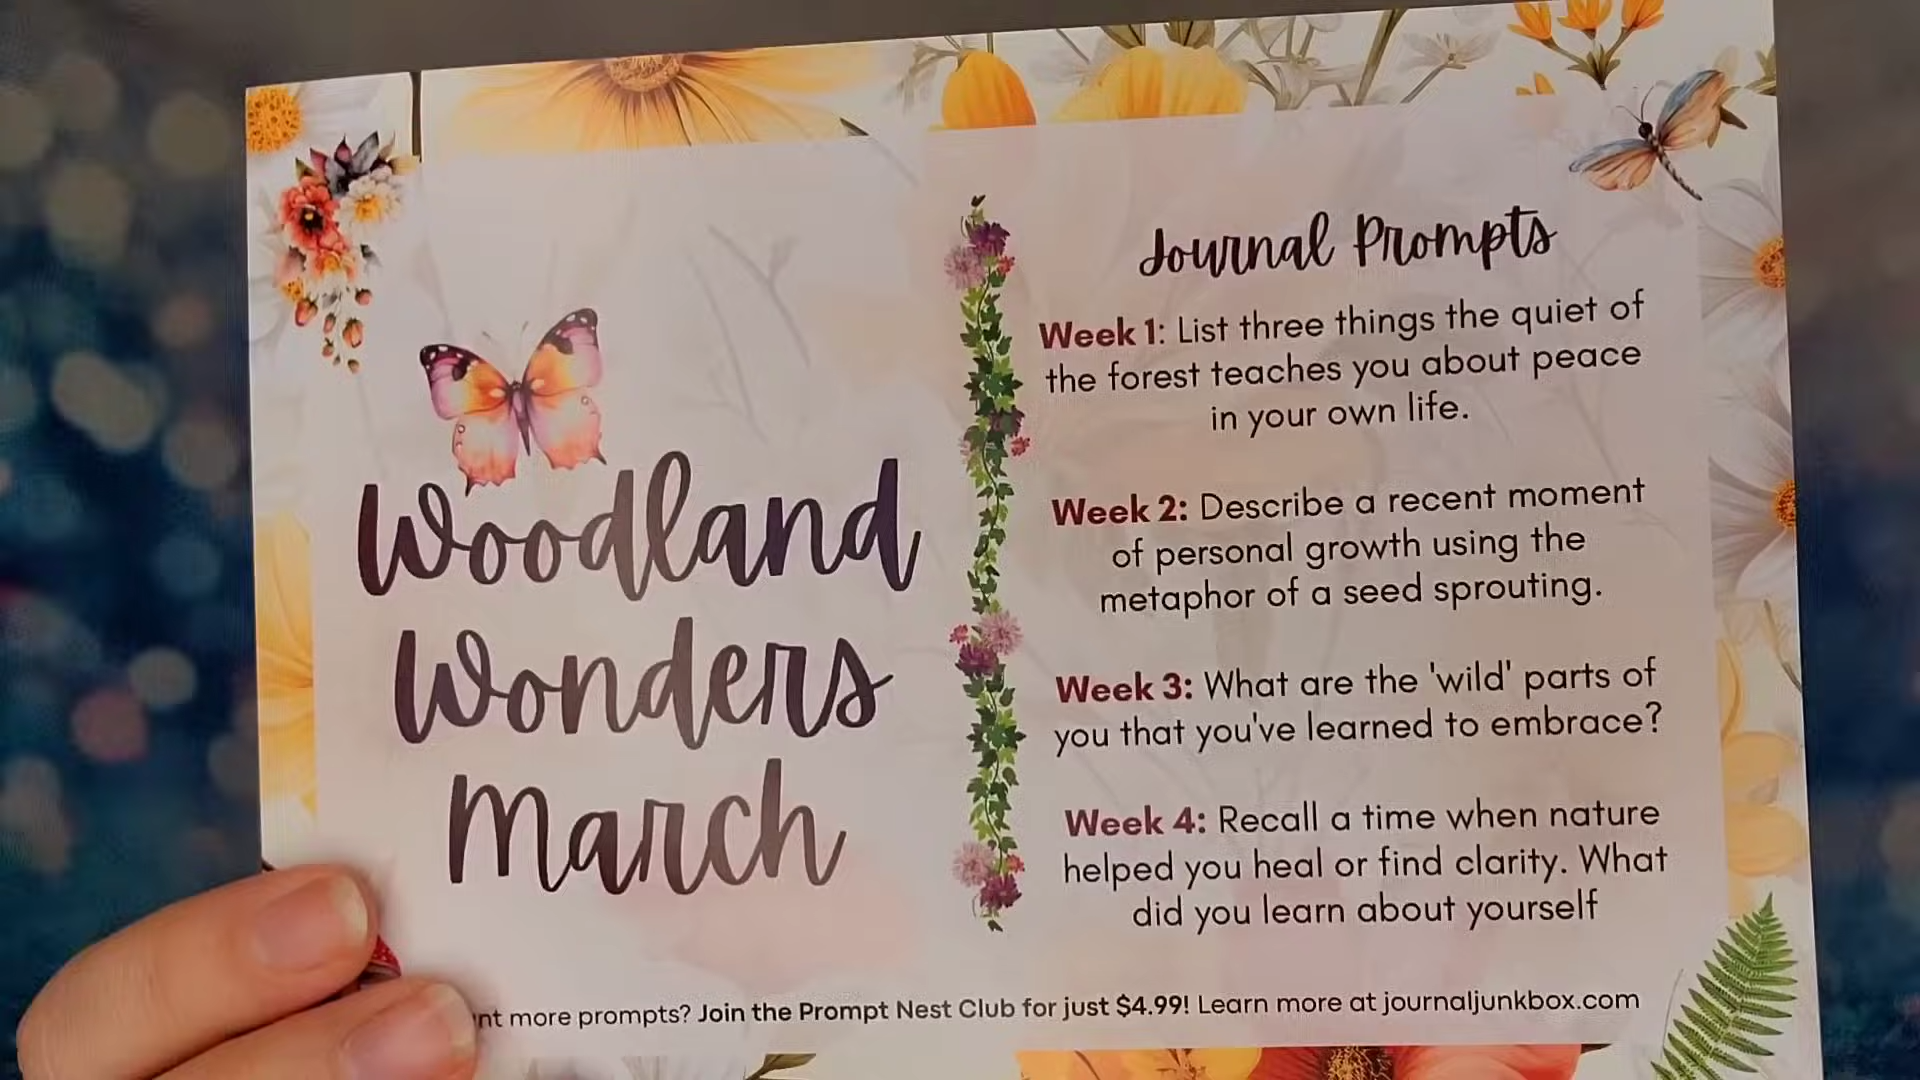 Woodland
Wonders
March
Journal Prompts
Week 1: List three things the quiet of
the forest teaches you about peace
in your own life.
Week 2: Describe a recent moment
of personal growth using the
metaphor of a seed sprouting.
Week 3: What are the 'wild' parts of
you that you've learned to embrace?
Week 4: Recall a time when nature
helped you heal or find clarity. What
did you learn about yourself
more prompts? Join the Prompt Nest Club for just $4.99! Learn more at journaljunkbox.com